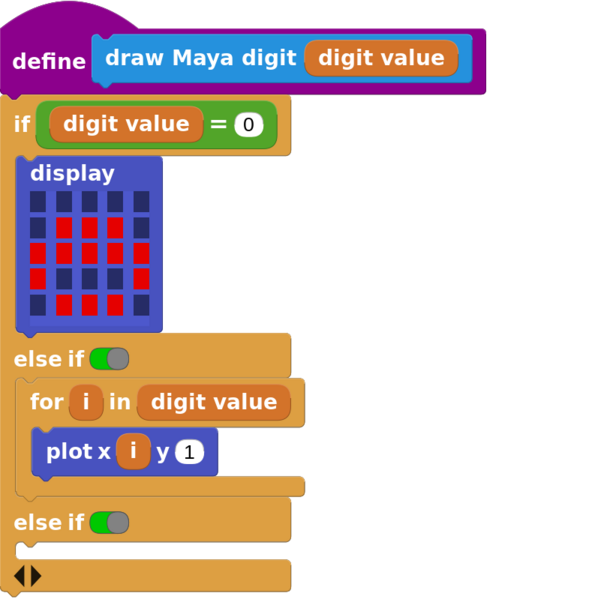 define draw Maya digit digit value
if digit value = 0
display
else if
for i in digit value
plot x i y 1
else if